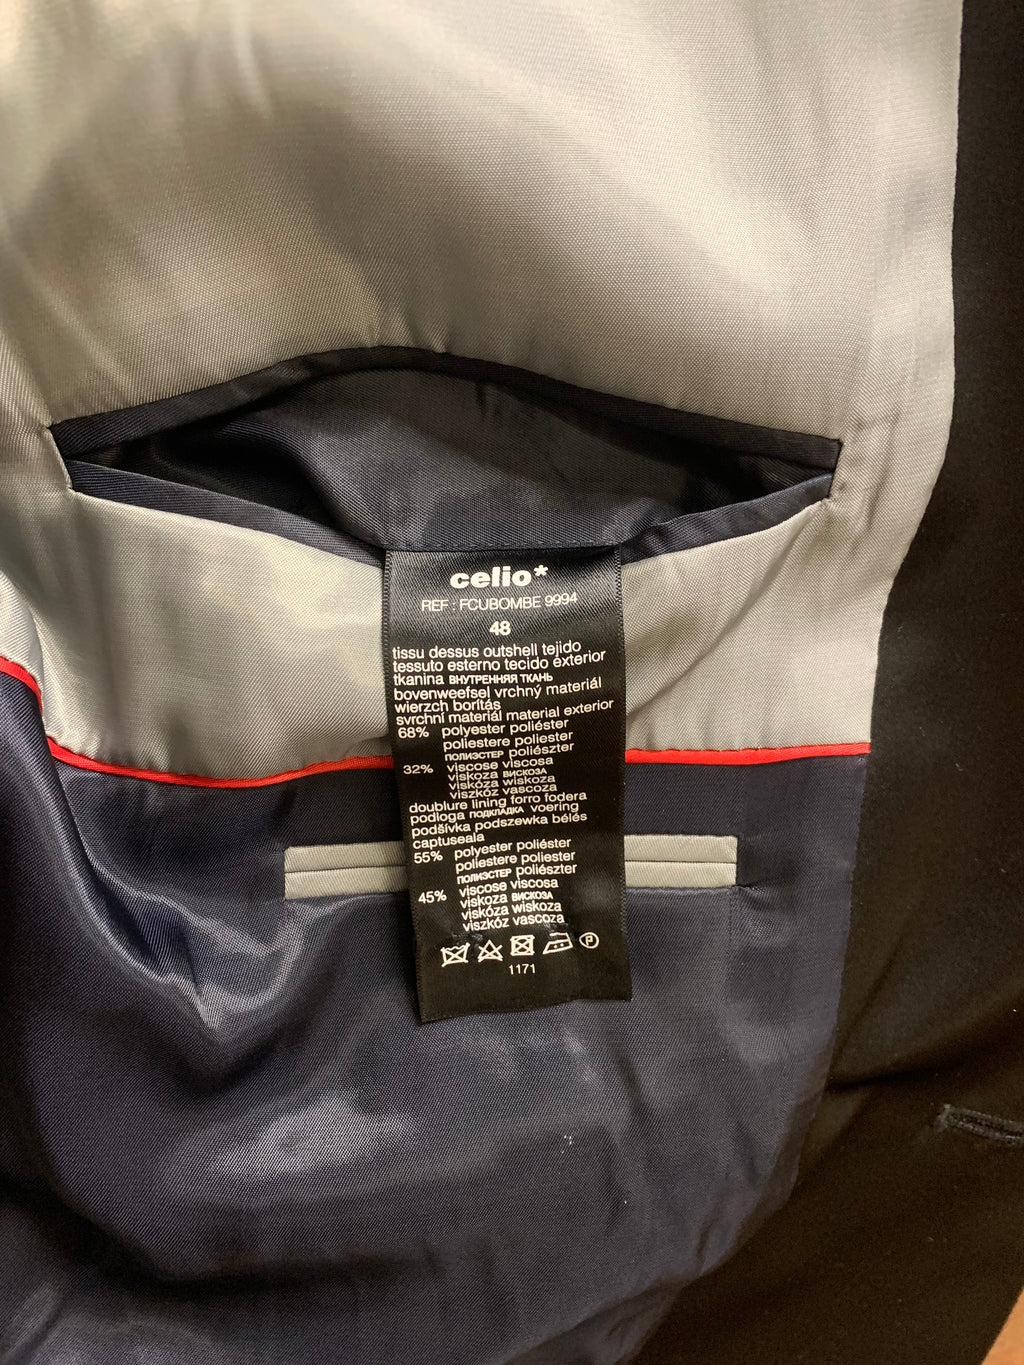 celio*
REF : FCUBOMBE 9994
48
tissu dessus outshell tejido
tessuto esterno tecido exterior
tkanina ВНУТРЕННЯЯ ТКАНЬ
bovenweefsel vrchný materiál
wierzch borítás
svrchní materiál material exterior
68% polyester poliéster
poliestere poliester
ПОЛИЭСТЕР poliészter
32% viscose viscosa
viskoza ВИСКОЗА
viskóza wiskoza
viszkóz vascoza
doublure lining forro fodera
podloga ПОДКЛАДКА voering
podšívka podszewka bélés
captuseala
55% polyester poliéster
poliestere poliester
ПОЛИЭСТЕР poliészter
45% viscose viscosa
viskoza ВИСКОЗА
viskóza wiskoza
viszkóz vascoza
P
1171